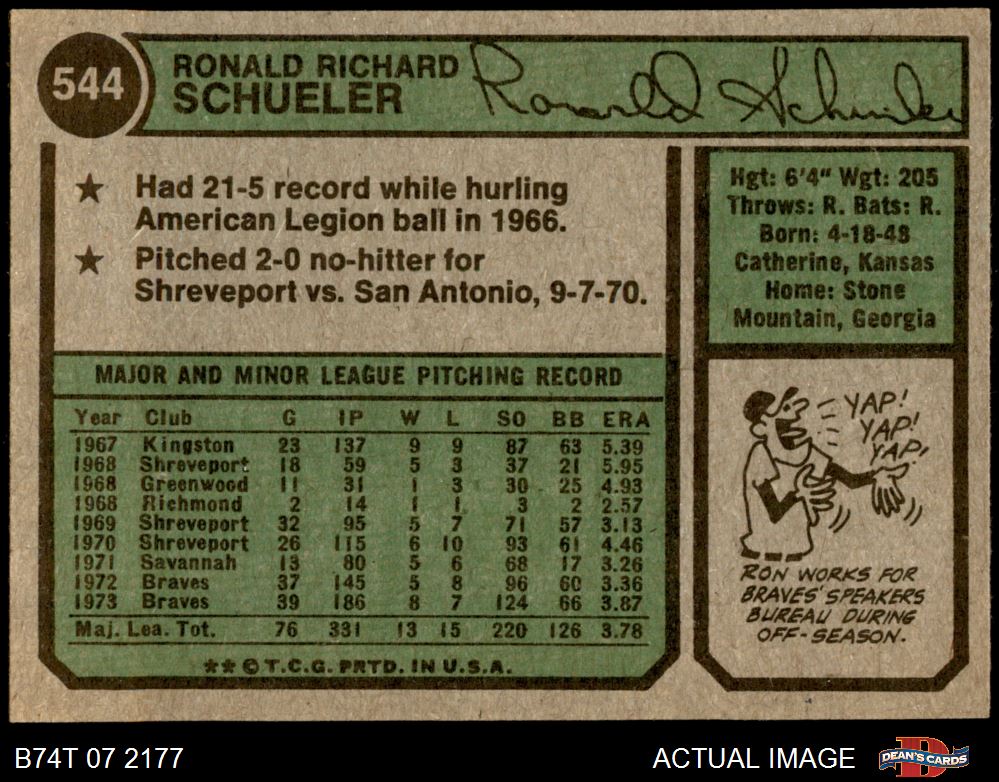 544
RONALD RICHARD
SCHUELER
Ronald Schueler
★ Had 21-5 record while hurling
American Legion ball in 1966.
★ Pitched 2-0 no-hitter for
Shreveport vs. San Antonio, 9-7-70.
Hgt: 6'4" Wgt: 205
Throws: R. Bats: R.
Born: 4-18-48
Catherine, Kansas
Home: Stone
Mountain, Georgia
MAJOR AND MINOR LEAGUE PITCHING RECORD
Year Club G IP W L SO BB ERA
1967 Kingston 23 137 9 9 87 63 5.39
1968 Shreveport 18 59 5 3 37 21 5.95
1968 Greenwood 11 31 1 3 30 25 4.93
1968 Richmond 2 14 1 1 3 2 2.57
1969 Shreveport 32 95 5 7 71 57 3.13
1970 Shreveport 26 115 6 10 93 61 4.46
1971 Savannah 13 80 5 6 68 17 3.26
1972 Braves 37 145 5 8 96 60 3.36
1973 Braves 39 186 8 7 124 66 3.87
Maj. Lea. Tot. 76 331 13 15 220 126 3.78
★★ © T.C.G. PRTD. IN U.S.A.
YAP!
YAP!
YAP!
RON WORKS FOR
BRAVES' SPEAKERS
BUREAU DURING
OFF-SEASON.
B74T 07 2177
ACTUAL IMAGE
DEAN'S CARDS